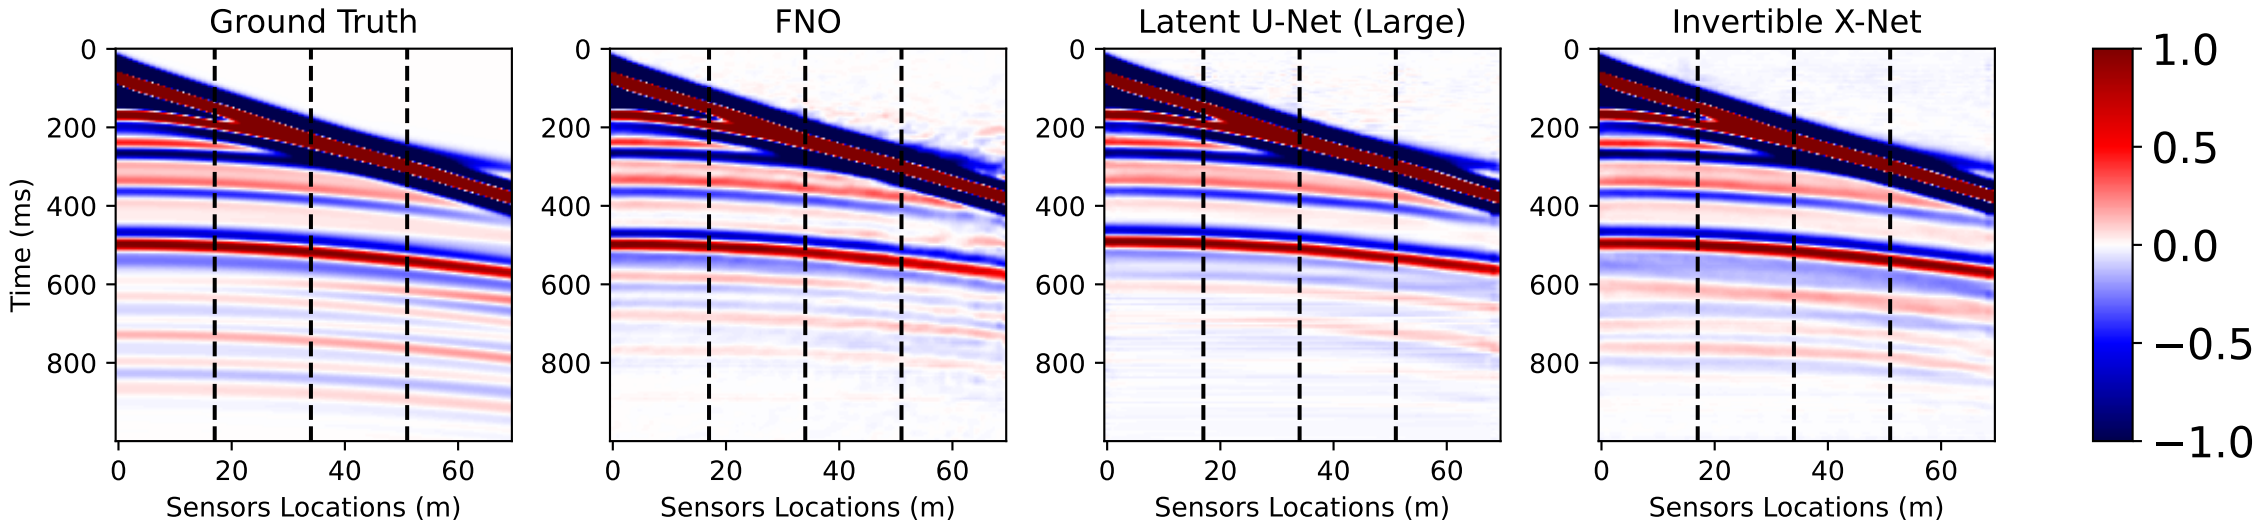 Ground Truth
FNO
Latent U-Net (Large)
Invertible X-Net
0
200
400
600
800
Time (ms)
0 20 40 60
Sensors Locations (m)
0
200
400
600
800
0 20 40 60
Sensors Locations (m)
0
200
400
600
800
0 20 40 60
Sensors Locations (m)
0
200
400
600
800
0 20 40 60
Sensors Locations (m)
1.0
0.5
0.0
−0.5
−1.0